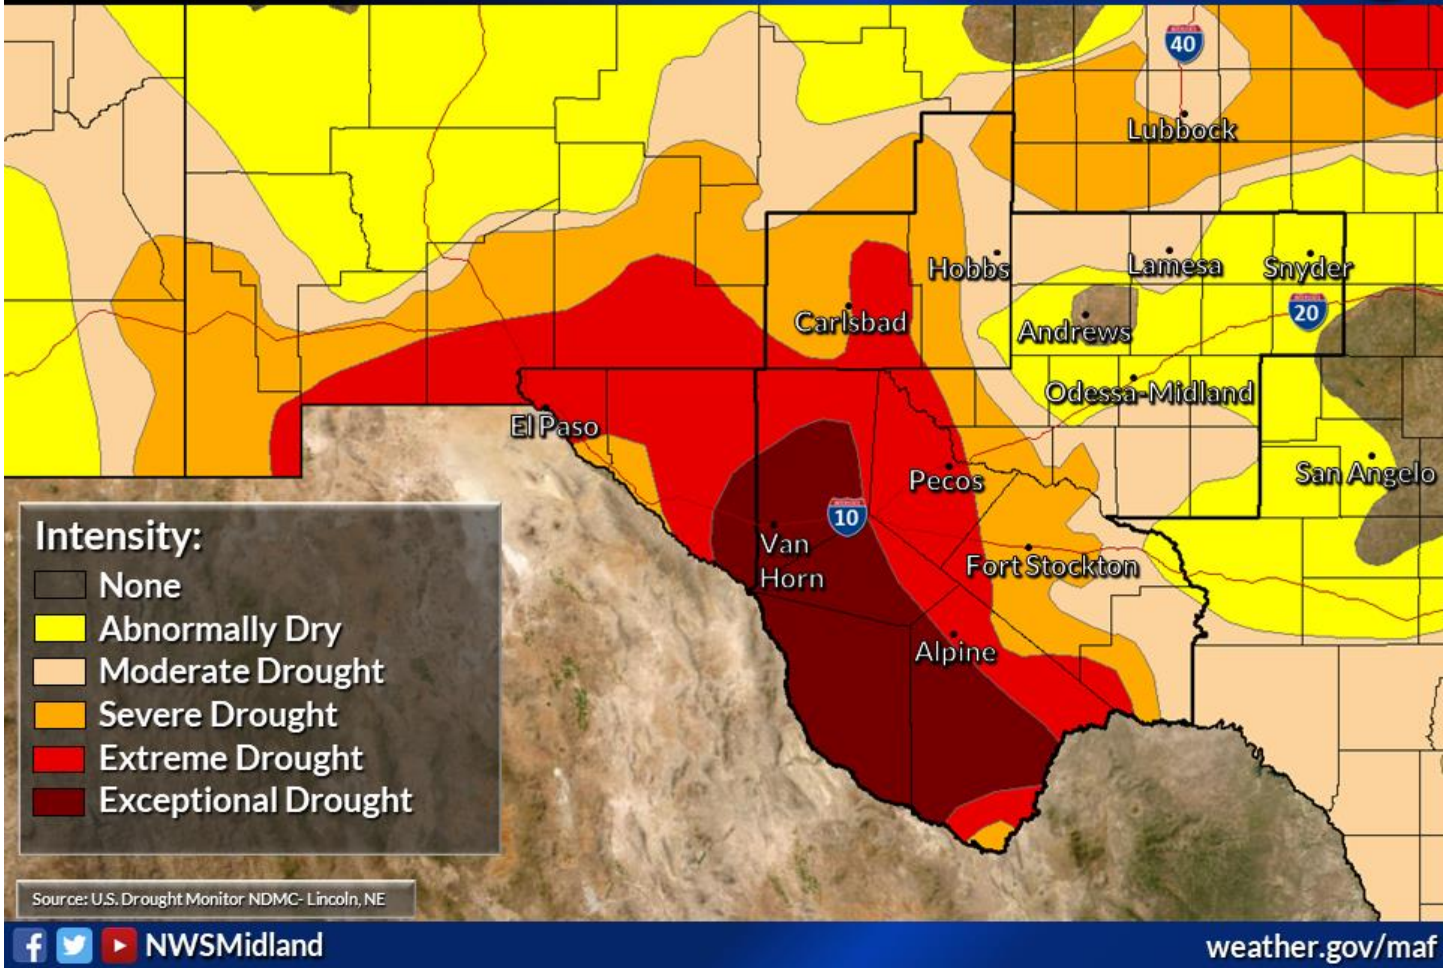 40
Lubbock
Hobbs
Lamesa
Snyder
Carlsbad
Andrews
20
Odessa-Midland
El Paso
Pecos
San Angelo
10
Van
Horn
Fort Stockton
Alpine
Intensity:
None
Abnormally Dry
Moderate Drought
Severe Drought
Extreme Drought
Exceptional Drought
Source: U.S. Drought Monitor NDMC- Lincoln, NE
NWSMidland
weather.gov/maf